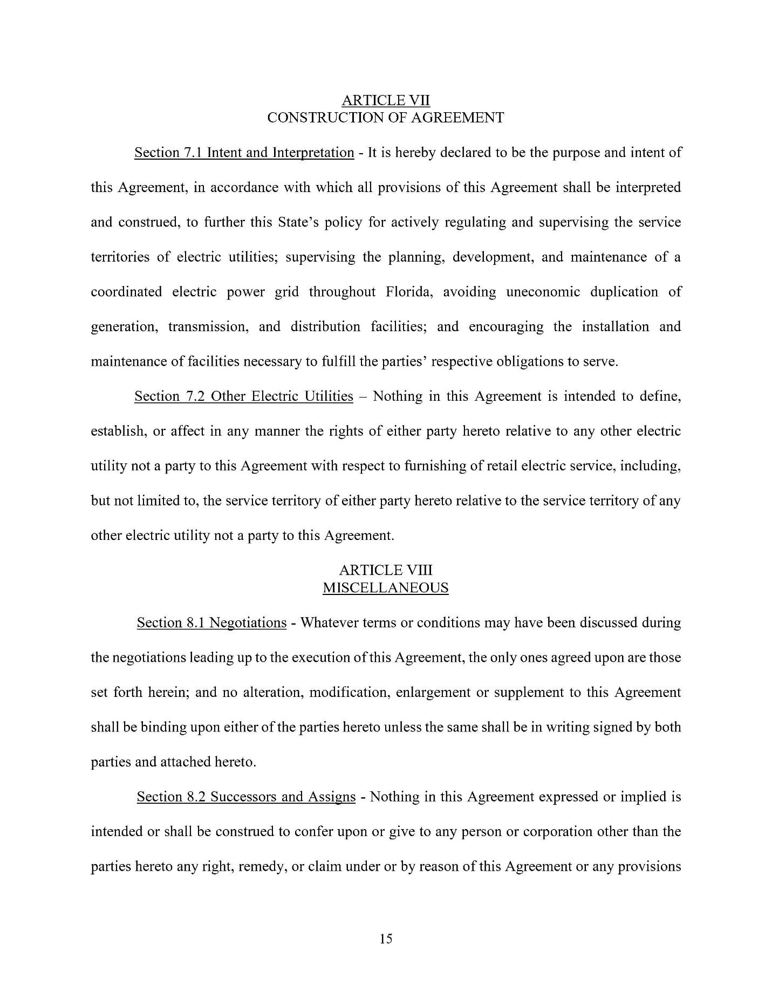 ARTICLE VII
CONSTRUCTION OF AGREEMENT
Section 7.1 Intent and Interpretation - It is hereby declared to be the purpose and intent of
this Agreement, in accordance with which all provisions of this Agreement shall be interpreted
and construed, to further this State’s policy for actively regulating and supervising the service
territories of electric utilities; supervising the planning, development, and maintenance of a
coordinated electric power grid throughout Florida, avoiding uneconomic duplication of
generation, transmission, and distribution facilities; and encouraging the installation and
maintenance of facilities necessary to fulfill the parties’ respective obligations to serve.
Section 7.2 Other Electric Utilities – Nothing in this Agreement is intended to define,
establish, or affect in any manner the rights of either party hereto relative to any other electric
utility not a party to this Agreement with respect to furnishing of retail electric service, including,
but not limited to, the service territory of either party hereto relative to the service territory of any
other electric utility not a party to this Agreement.
ARTICLE VIII
MISCELLANEOUS
Section 8.1 Negotiations - Whatever terms or conditions may have been discussed during
the negotiations leading up to the execution of this Agreement, the only ones agreed upon are those
set forth herein; and no alteration, modification, enlargement or supplement to this Agreement
shall be binding upon either of the parties hereto unless the same shall be in writing signed by both
parties and attached hereto.
Section 8.2 Successors and Assigns - Nothing in this Agreement expressed or implied is
intended or shall be construed to confer upon or give to any person or corporation other than the
parties hereto any right, remedy, or claim under or by reason of this Agreement or any provisions
15